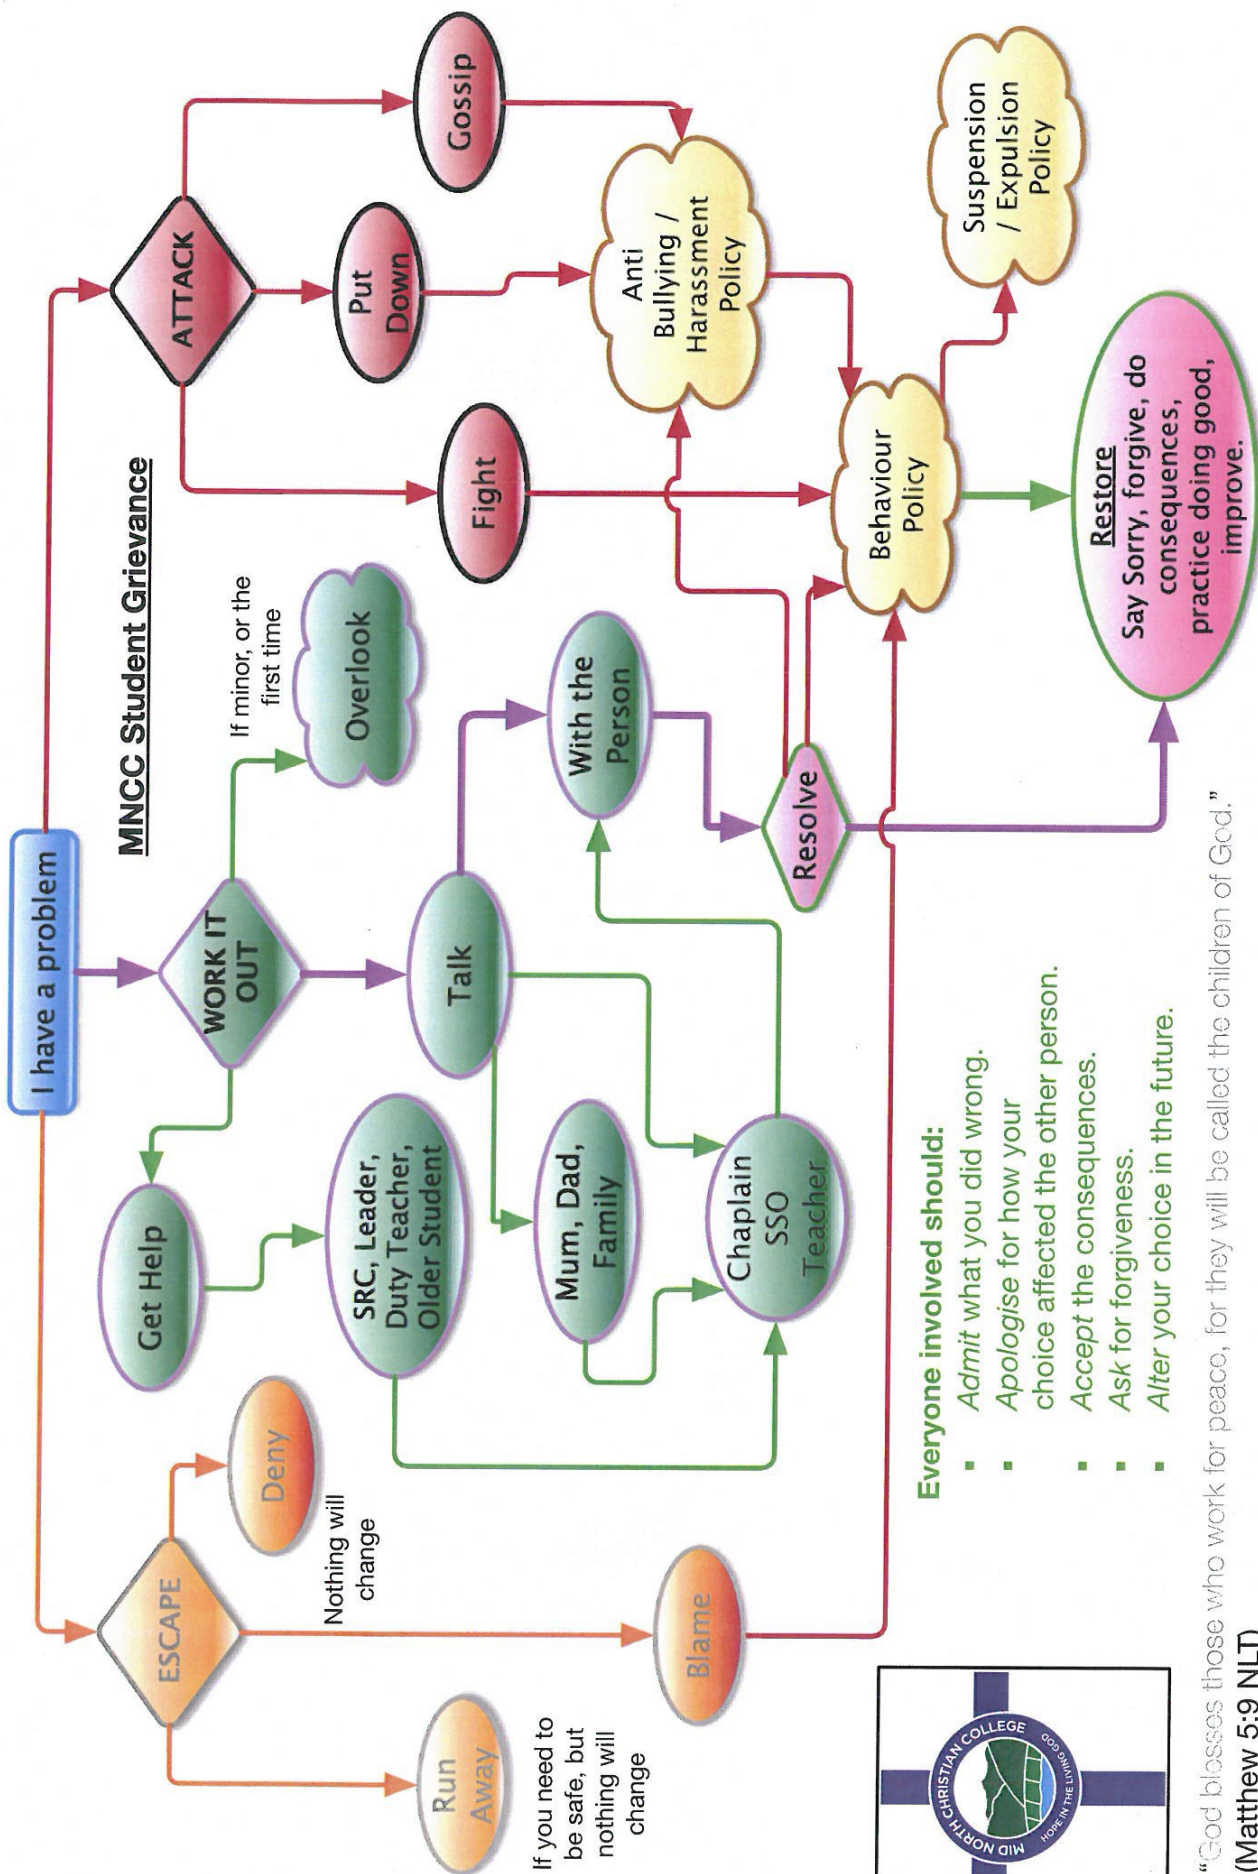 I have a problem
MNCC Student Grievance
ESCAPE
Run
Away
If you need to
be safe, but
nothing will
change
Deny
Nothing will
change
Blame
WORK IT
OUT
Get Help
SRC, Leader,
Duty Teacher,
Older Student
Overlook
If minor, or the
first time
Talk
Mum, Dad,
Family
Chaplain
SSO
Teacher
With the
Person
Resolve
ATTACK
Fight
Put
Down
Gossip
Anti
Bullying /
Harassment
Policy
Behaviour
Policy
Suspension
/ Expulsion
Policy
Restore
Say Sorry, forgive, do
consequences,
practice doing good,
improve.
Everyone involved should:
▪ Admit what you did wrong.
▪ Apologise for how your
choice affected the other person.
▪ Accept the consequences.
▪ Ask for forgiveness.
▪ Alter your choice in the future.
MID NORTH CHRISTIAN COLLEGE
HOPE IN THE LIVING GOD
“God blesses those who work for peace, for they will be called the children of God.”
(Matthew 5:9 NLT)